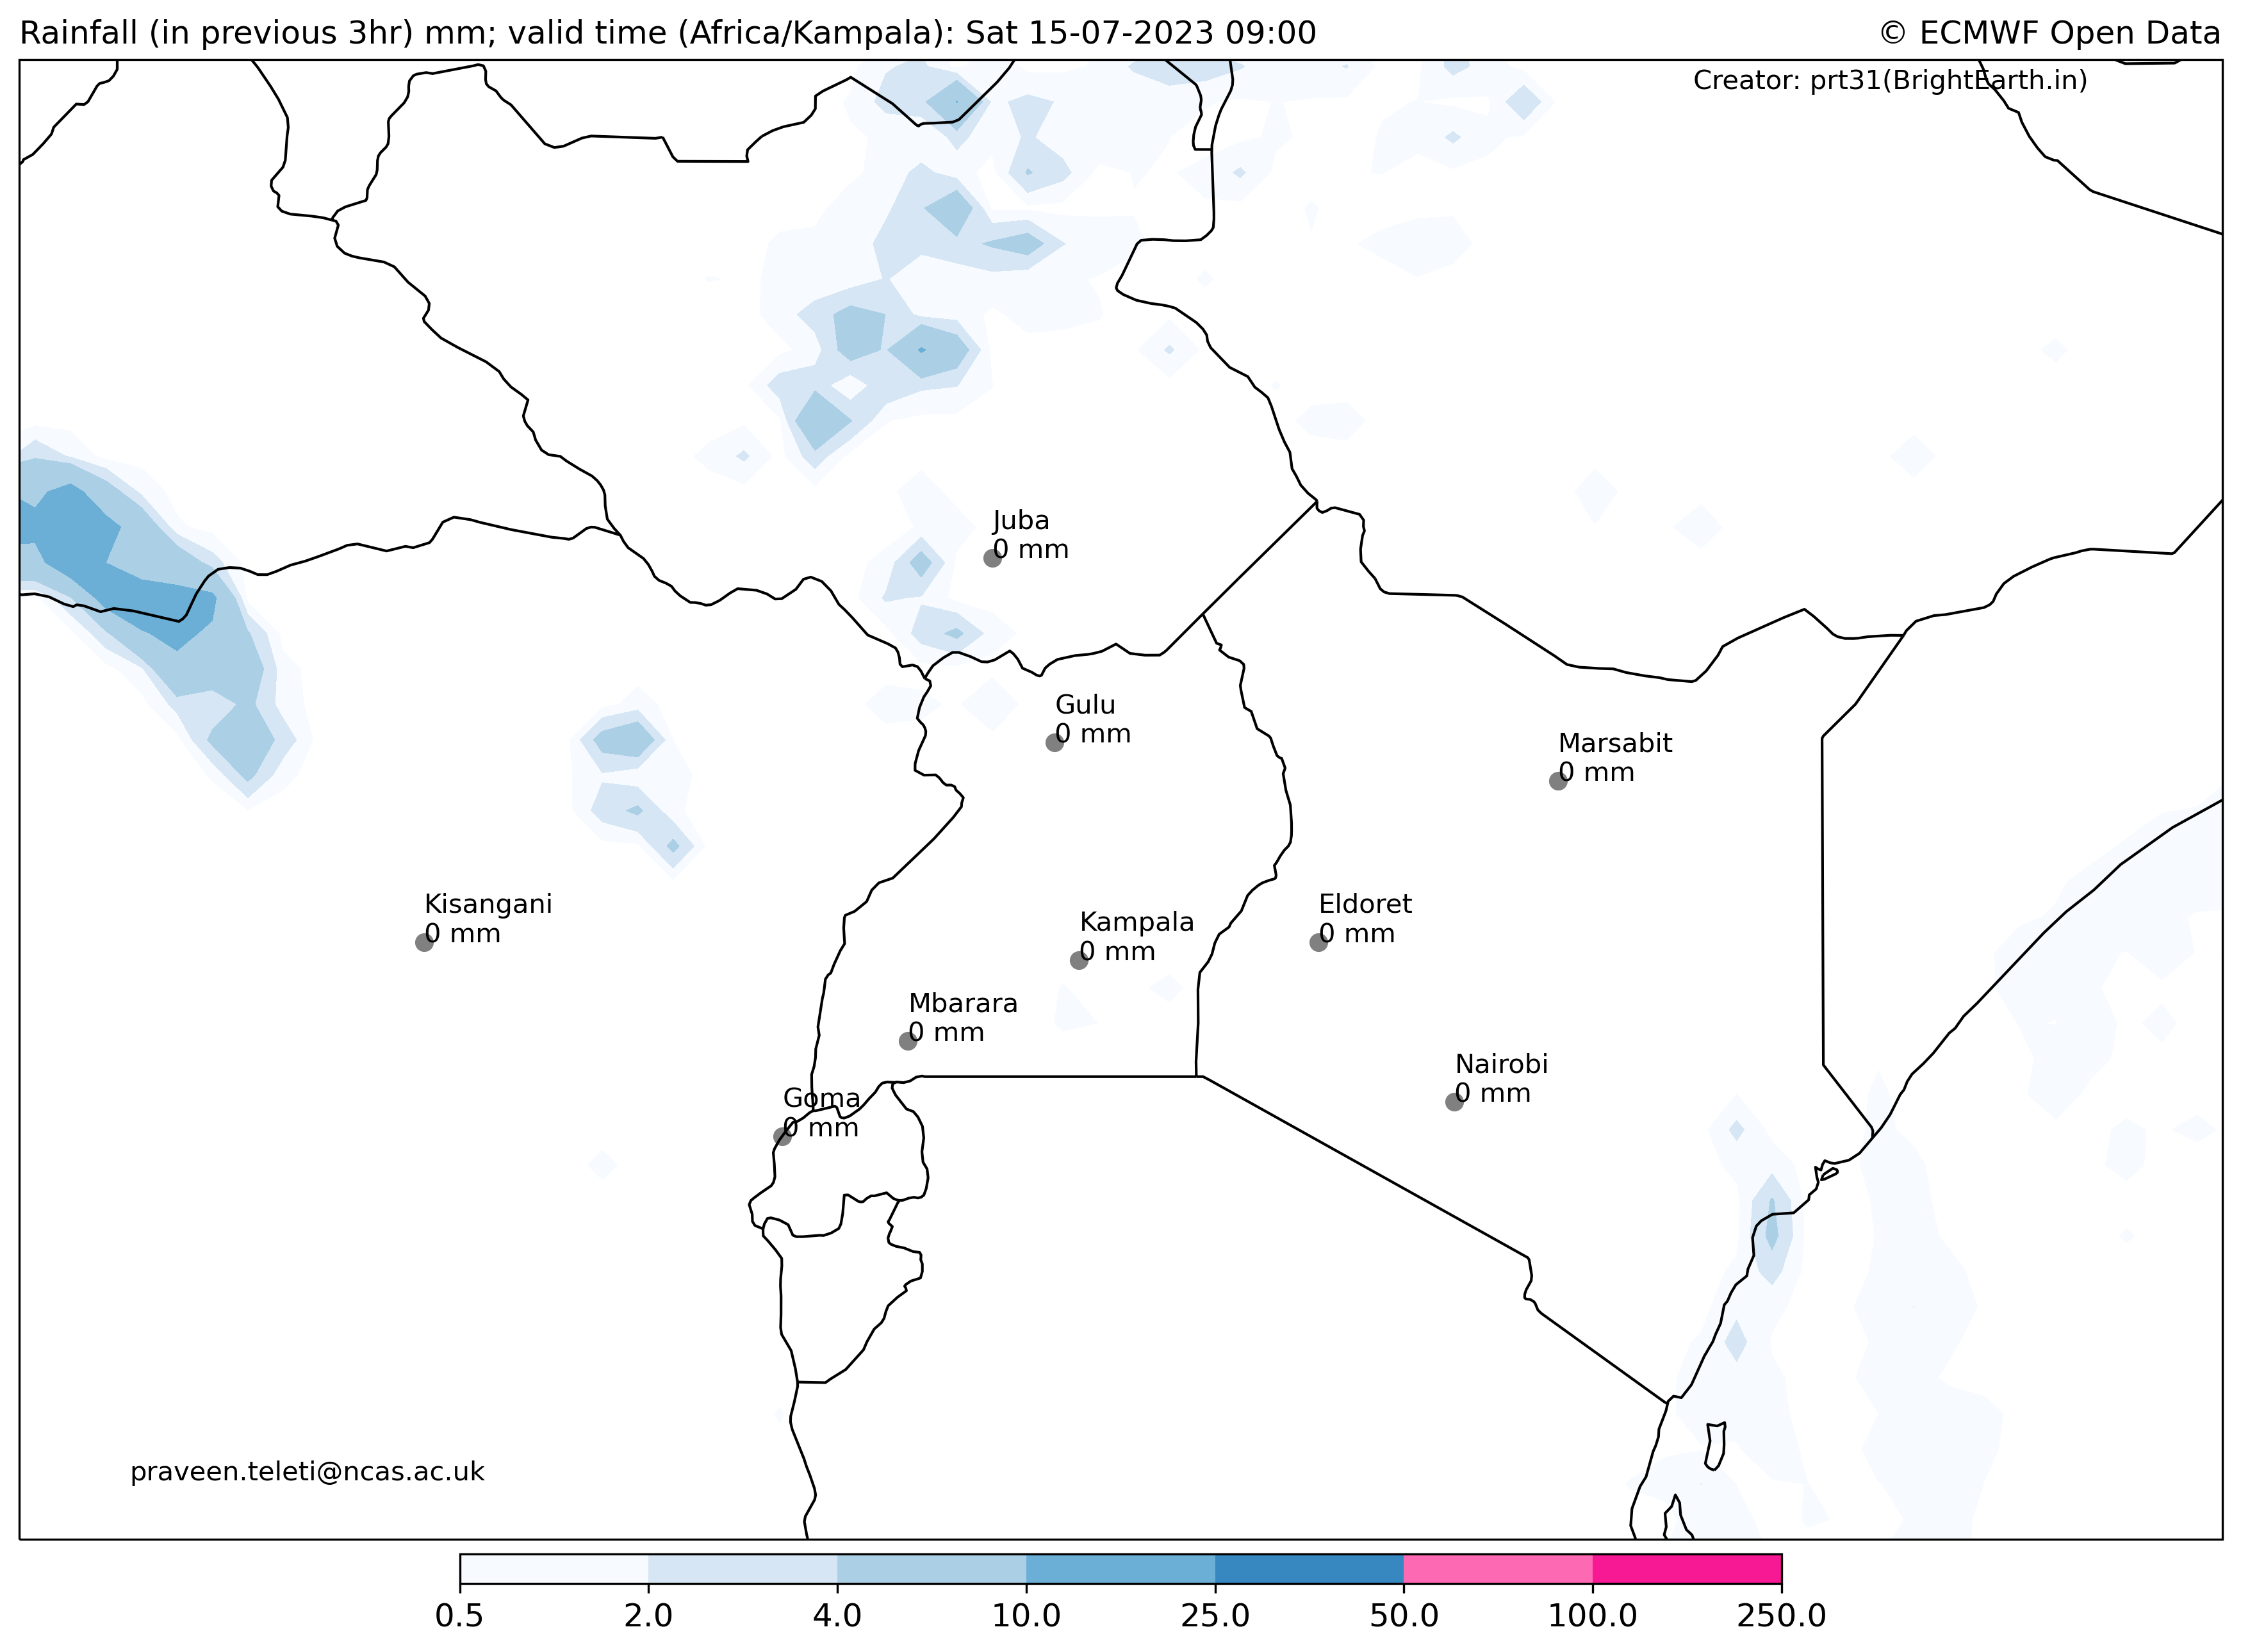 Rainfall (in previous 3hr) mm; valid time (Africa/Kampala): Sat 15-07-2023 09:00
© ECMWF Open Data
Creator: prt31(BrightEarth.in)
Juba
0 mm
Gulu
0 mm
Marsabit
0 mm
Kisangani
0 mm
Kampala
0 mm
Eldoret
0 mm
Mbarara
0 mm
Nairobi
0 mm
Goma
0 mm
praveen.teleti@ncas.ac.uk
0.5 2.0 4.0 10.0 25.0 50.0 100.0 250.0